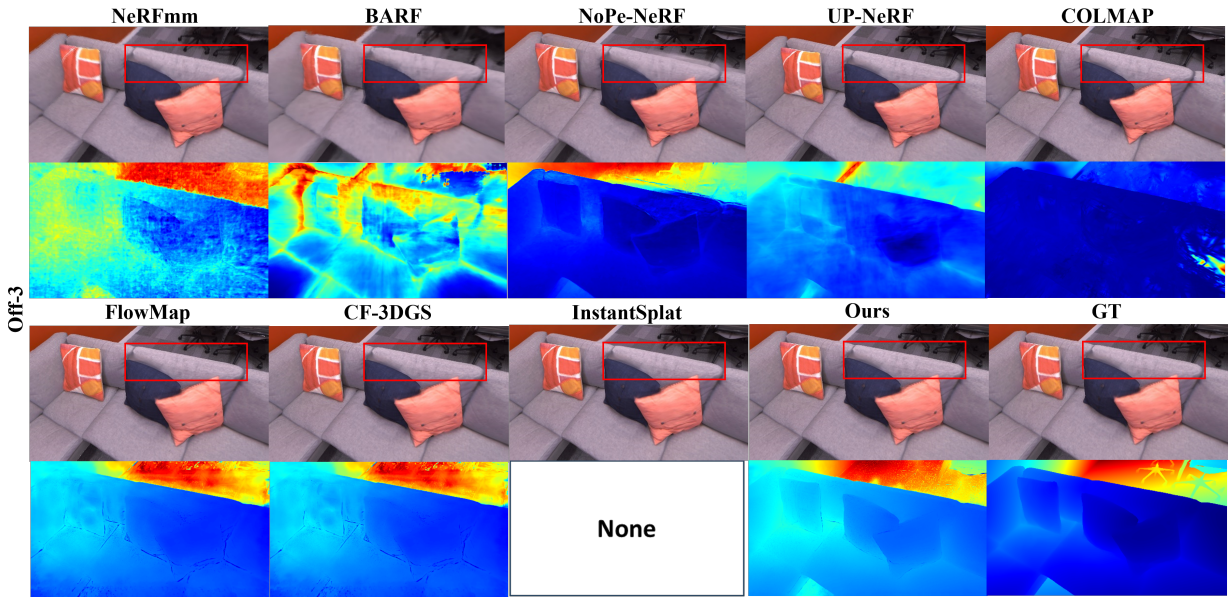 NeRFmm BARF NoPe-NeRF UP-NeRF COLMAP
Off-3
FlowMap CF-3DGS InstantSplat Ours GT
None